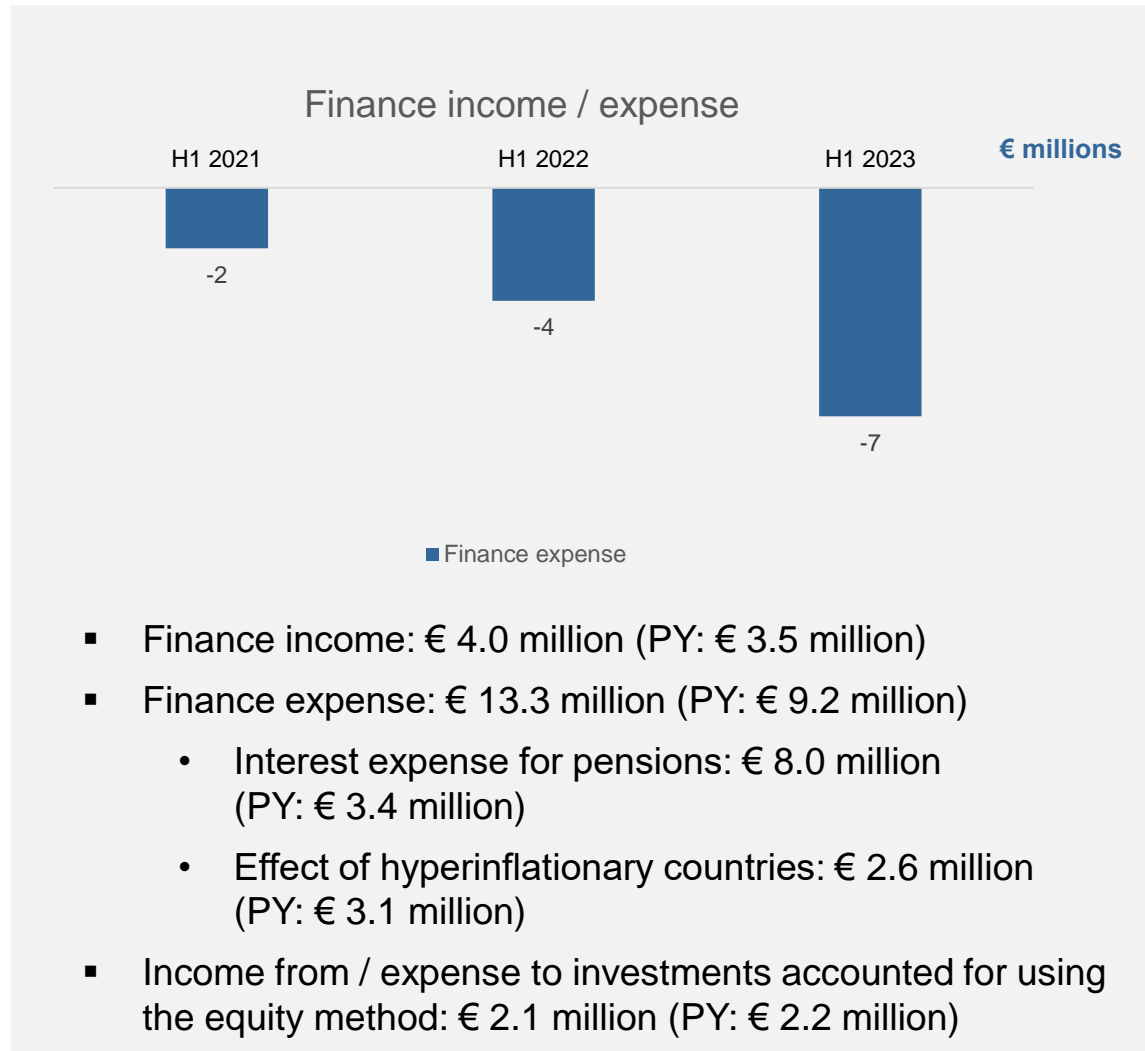 Finance income / expense
H1 2021
H1 2022
H1 2023
€ millions
-2
-4
-7
Finance expense
▪ Finance income: € 4.0 million (PY: € 3.5 million)
▪ Finance expense: € 13.3 million (PY: € 9.2 million)
• Interest expense for pensions: € 8.0 million
(PY: € 3.4 million)
• Effect of hyperinflationary countries: € 2.6 million
(PY: € 3.1 million)
▪ Income from / expense to investments accounted for using
the equity method: € 2.1 million (PY: € 2.2 million)